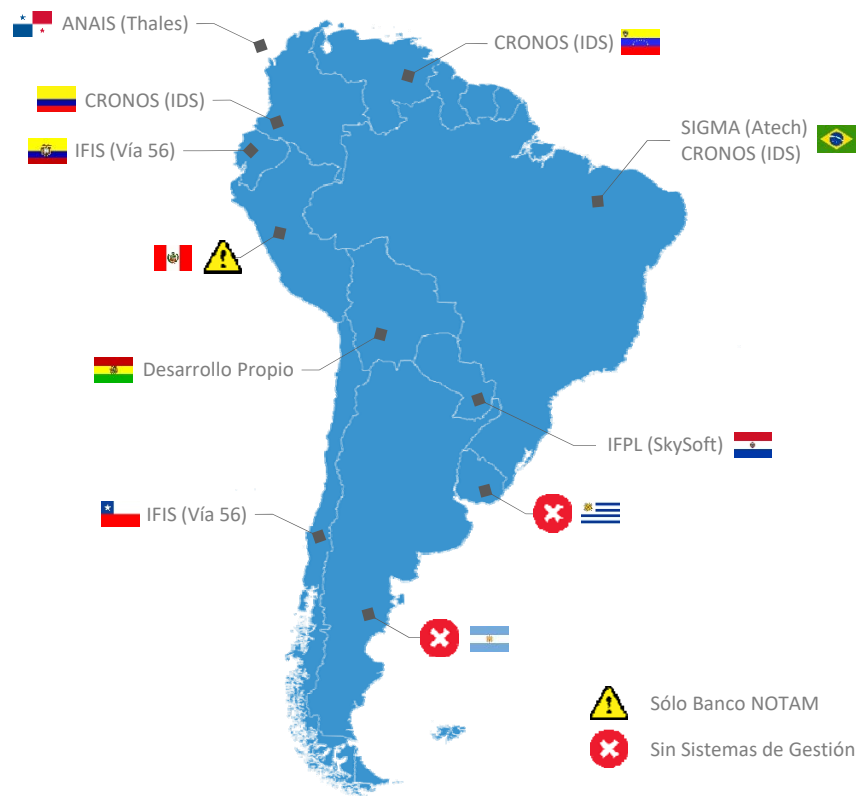 ANAIS (Thales)
CRONOS (IDS)
CRONOS (IDS)
SIGMA (Atech)
CRONOS (IDS)
IFIS (Vía 56)
Desarrollo Propio
IFPL (SkySoft)
IFIS (Vía 56)
Sólo Banco NOTAM
Sin Sistemas de Gestión